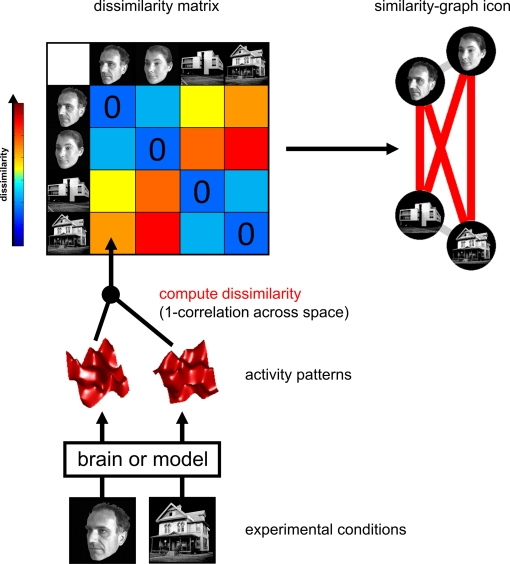 dissimilarity matrix
similarity-graph icon
dissimilarity
0
0
0
0
compute dissimilarity
(1-correlation across space)
activity patterns
brain or model
experimental conditions